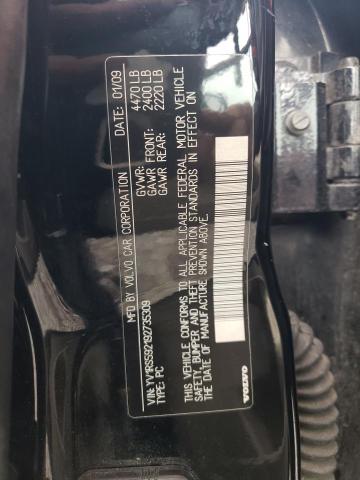 MFD. BY VOLVO CAR CORPORATION DATE: 01/09
GVWR: 4470 LB
GAWR FRONT: 2400 LB
GAWR REAR: 2220 LB
VIN: YV1RS592192735309
TYPE: PC
THIS VEHICLE CONFORMS TO ALL APPLICABLE FEDERAL MOTOR VEHICLE
SAFETY, BUMPER AND THEFT PREVENTION STANDARDS IN EFFECT ON
THE DATE OF MANUFACTURE SHOWN ABOVE.
VOLVO